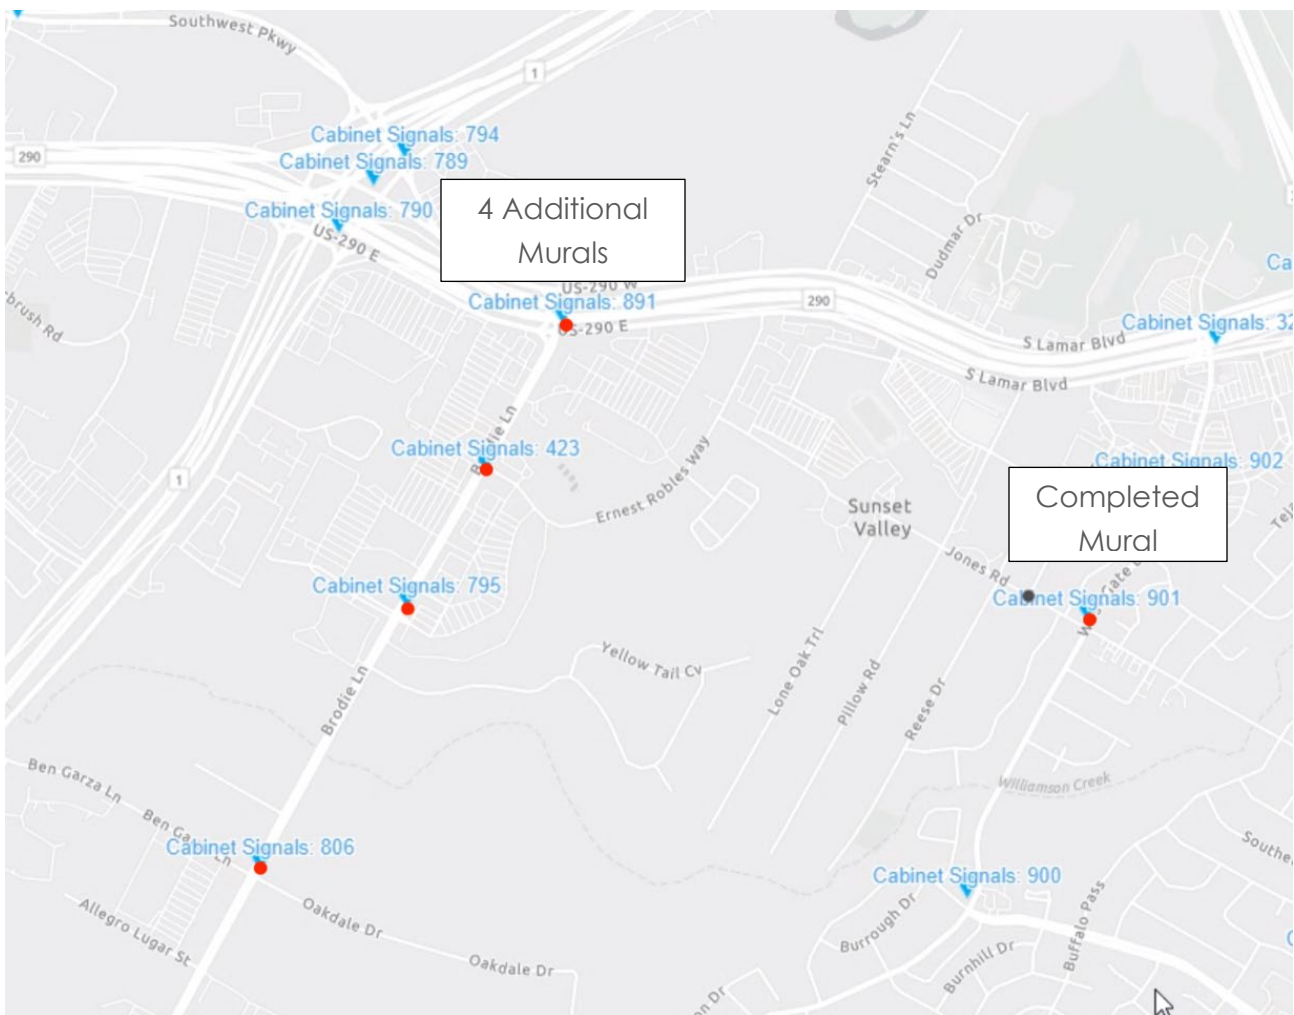 Southwest Pkwy
1
Cabinet Signals: 794
290
Cabinet Signals: 789
Stearn's Ln
4 Additional
Murals
Cabinet Signals: 790
US-290 E
Dudmar Dr
US-290 W
Cabinet Signals: 891
290
US-290 E
Cabinet Signals: 32
S Lamar Blvd
S Lamar Blvd
Cabinet Signals: 423
Cabinet Signals: 902
1
Ernest Robles Way
Completed
Mural
Sunset
Valley
Jones Rd
Cabinet Signals: 795
Cabinet Signals: 901
Yellow Tail Cv
Lone Oak Trl
Pillow Rd
Reese Dr
Brodie Ln
Ben Garza Ln
Williamson Creek
Cabinet Signals: 806
Cabinet Signals: 900
Allegro Lugar St
Oakdale Dr
Burrough Dr
Buffalo Pass
Oakdale Dr
Burnhill Dr